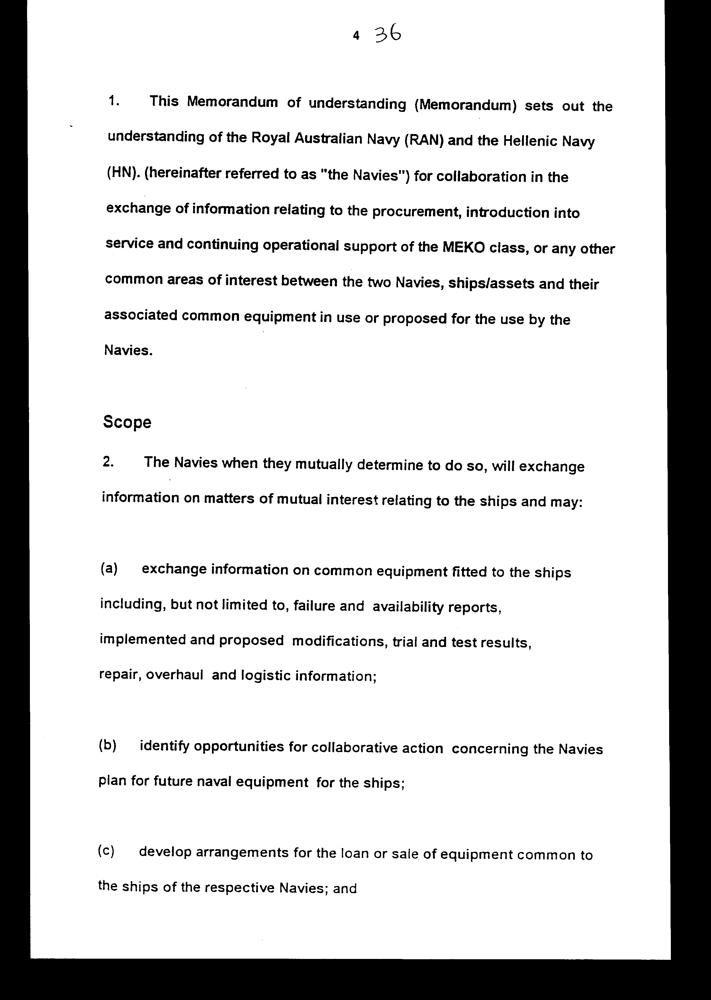 4 36
1. This Memorandum of understanding (Memorandum) sets out the
understanding of the Royal Australian Navy (RAN) and the Hellenic Navy
(HN). (hereinafter referred to as "the Navies") for collaboration in the
exchange of information relating to the procurement, introduction into
service and continuing operational support of the MEKO class, or any other
common areas of interest between the two Navies, ships/assets and their
associated common equipment in use or proposed for the use by the
Navies.
Scope
2. The Navies when they mutually determine to do so, will exchange
information on matters of mutual interest relating to the ships and may:
(a) exchange information on common equipment fitted to the ships
including, but not limited to, failure and availability reports,
implemented and proposed modifications, trial and test results,
repair, overhaul and logistic information;
(b) identify opportunities for collaborative action concerning the Navies
plan for future naval equipment for the ships;
(c) develop arrangements for the loan or sale of equipment common to
the ships of the respective Navies; and